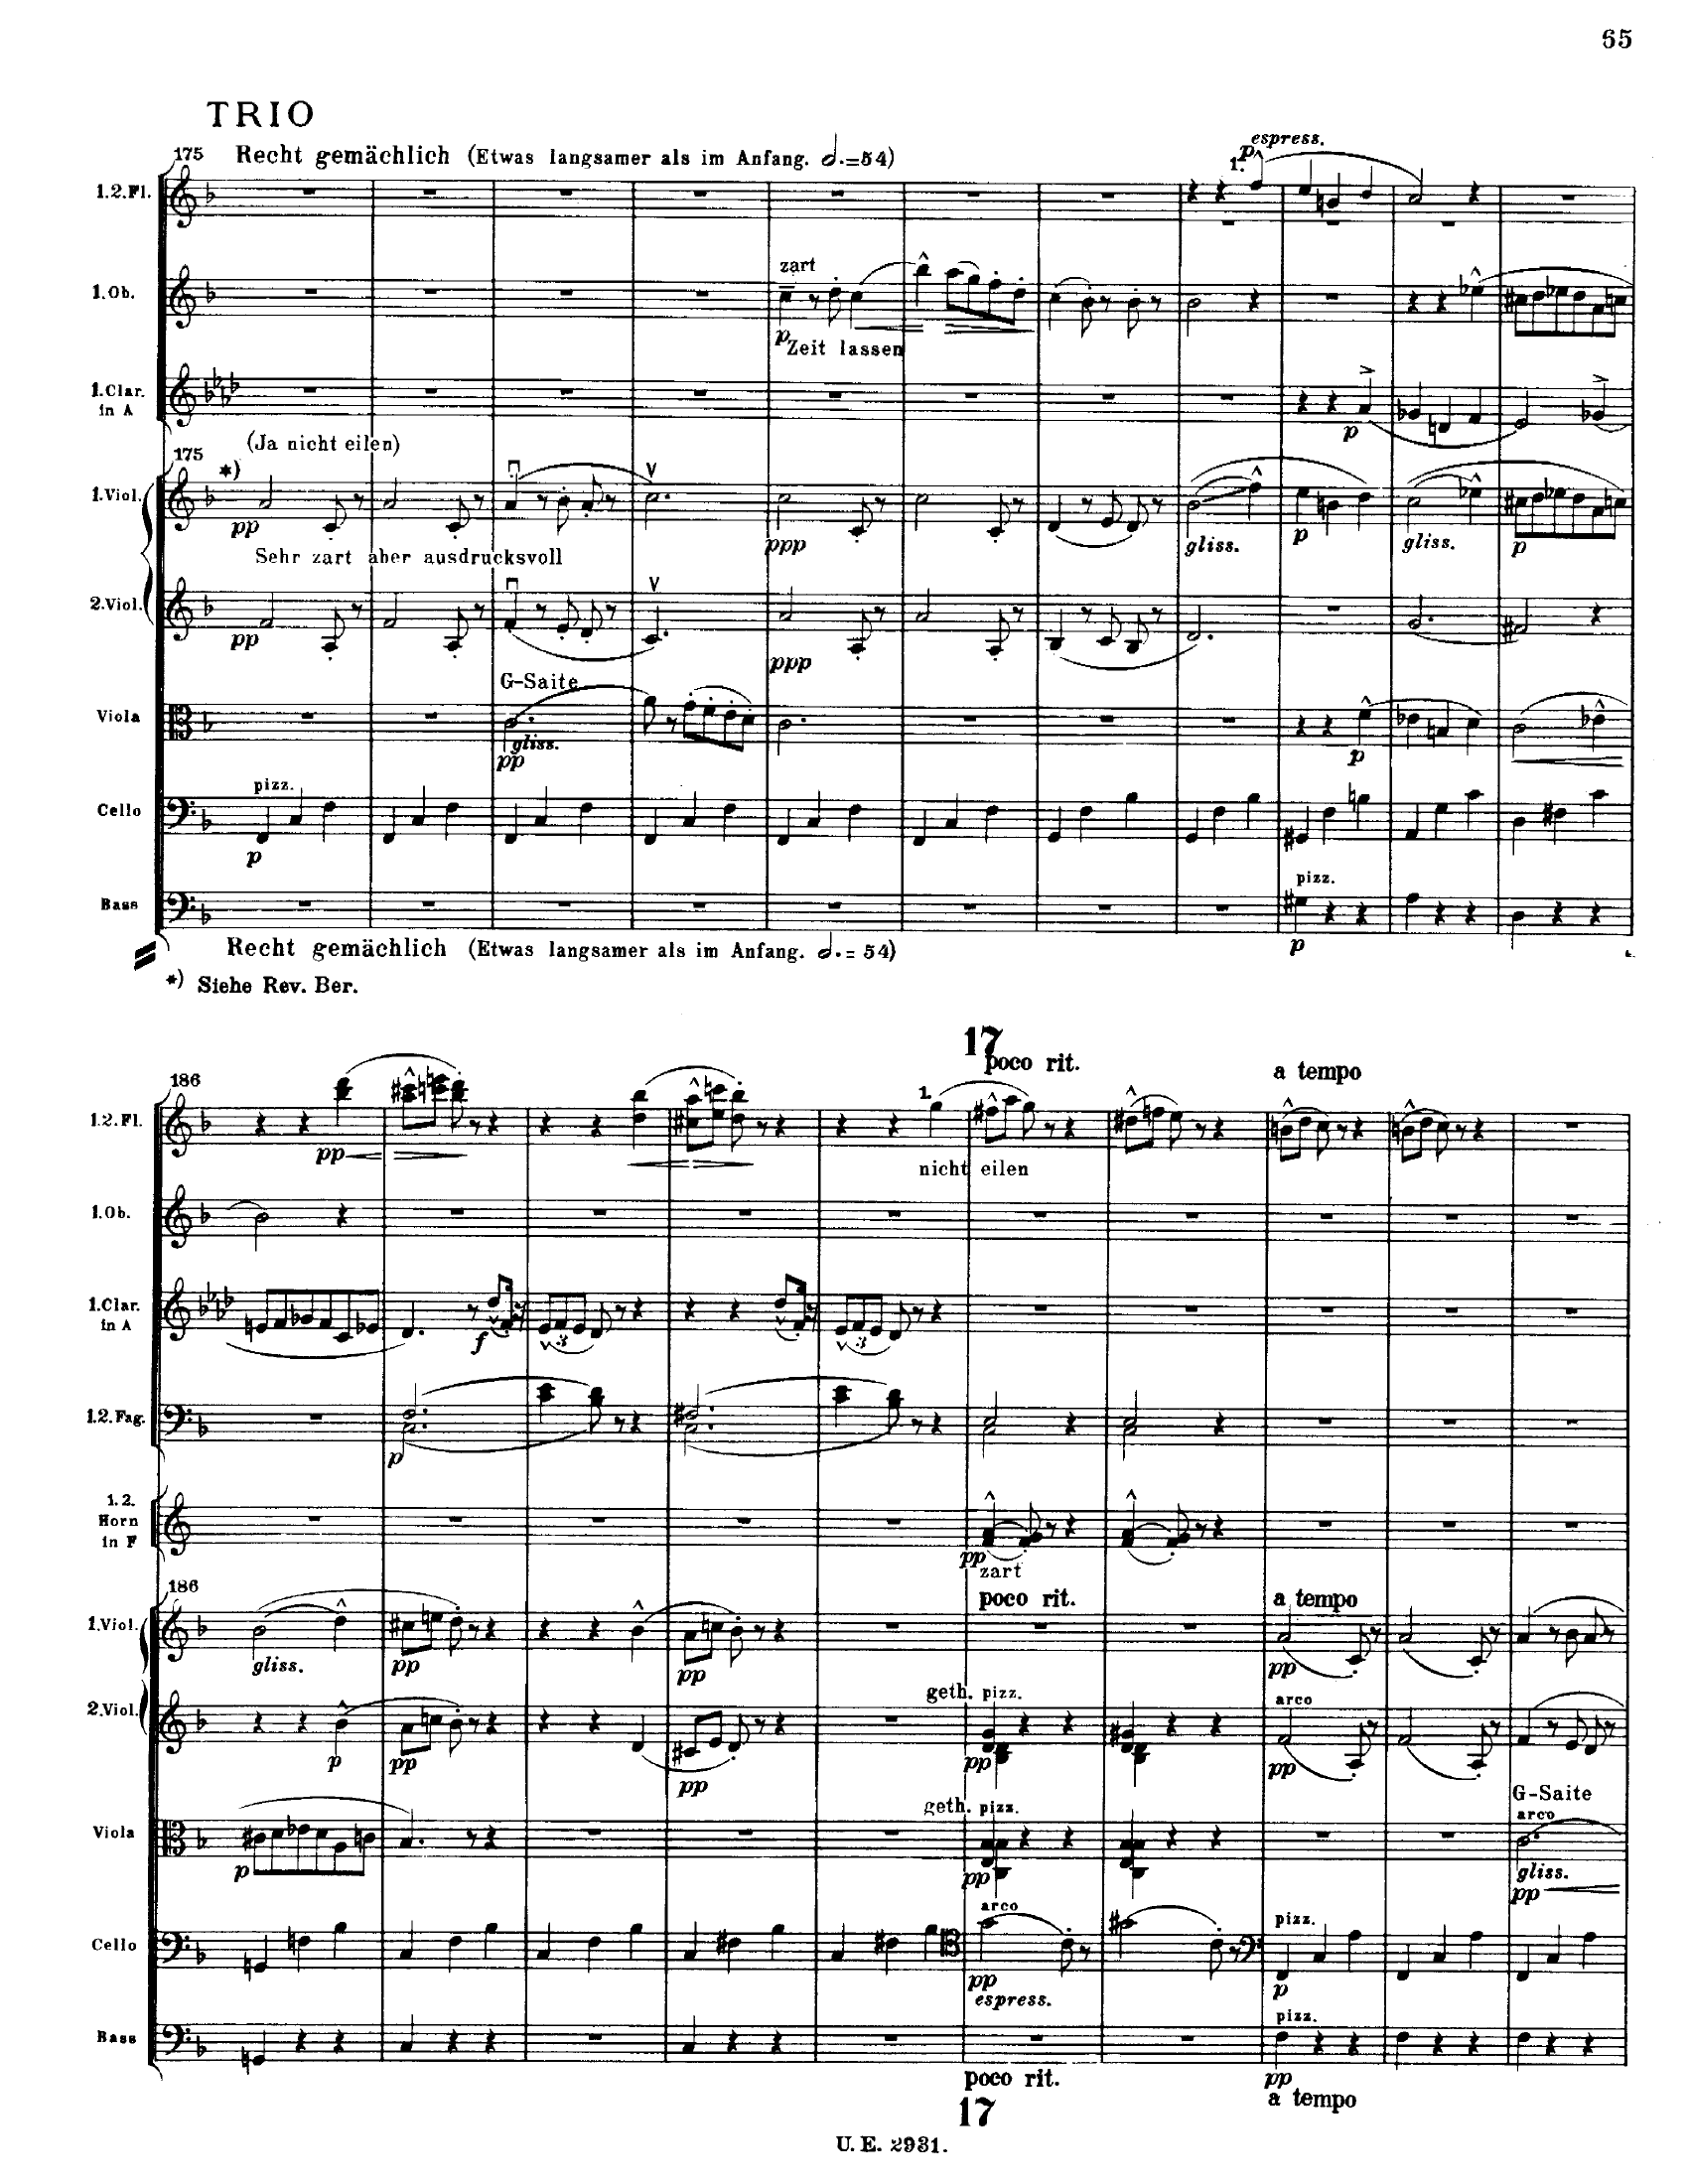 65
TRIO
175 Recht gemächlich (Etwas langsamer als im Anfang. 𝅗𝅥.=54)
espress.
1. p
1.2.Fl.
1.Ob.
zart
p
Zeit lassen
1.Clar.
in A
p
(Ja nicht eilen)
175
*)
1.Viol.
pp
ppp
gliss.
p
gliss.
p
Sehr zart aber ausdrucksvoll
2.Viol.
pp
ppp
G-Saite
Viola
gliss.
pp
p
pizz.
Cello
p
pizz.
Bass
p
Recht gemächlich (Etwas langsamer als im Anfang. 𝅗𝅥.=54)
*) Siehe Rev. Ber.
17
poco rit.
a tempo
186
1.2.Fl.
1.
pp
nicht eilen
1.Ob.
1.Clar.
in A
f
3
3
1.2.Fag.
p
1.2.
Horn
in F
pp
zart
186
poco rit.
a tempo
1.Viol.
gliss.
pp
pp
pp
geth. pizz.
arco
2.Viol.
p
pp
pp
pp
pp
geth. pizz.
G-Saite
arco
Viola
p
pp
gliss.
pp
arco
pizz.
Cello
pp
espress.
p
pizz.
Bass
pp
poco rit.
a tempo
17
U.E. 2931.